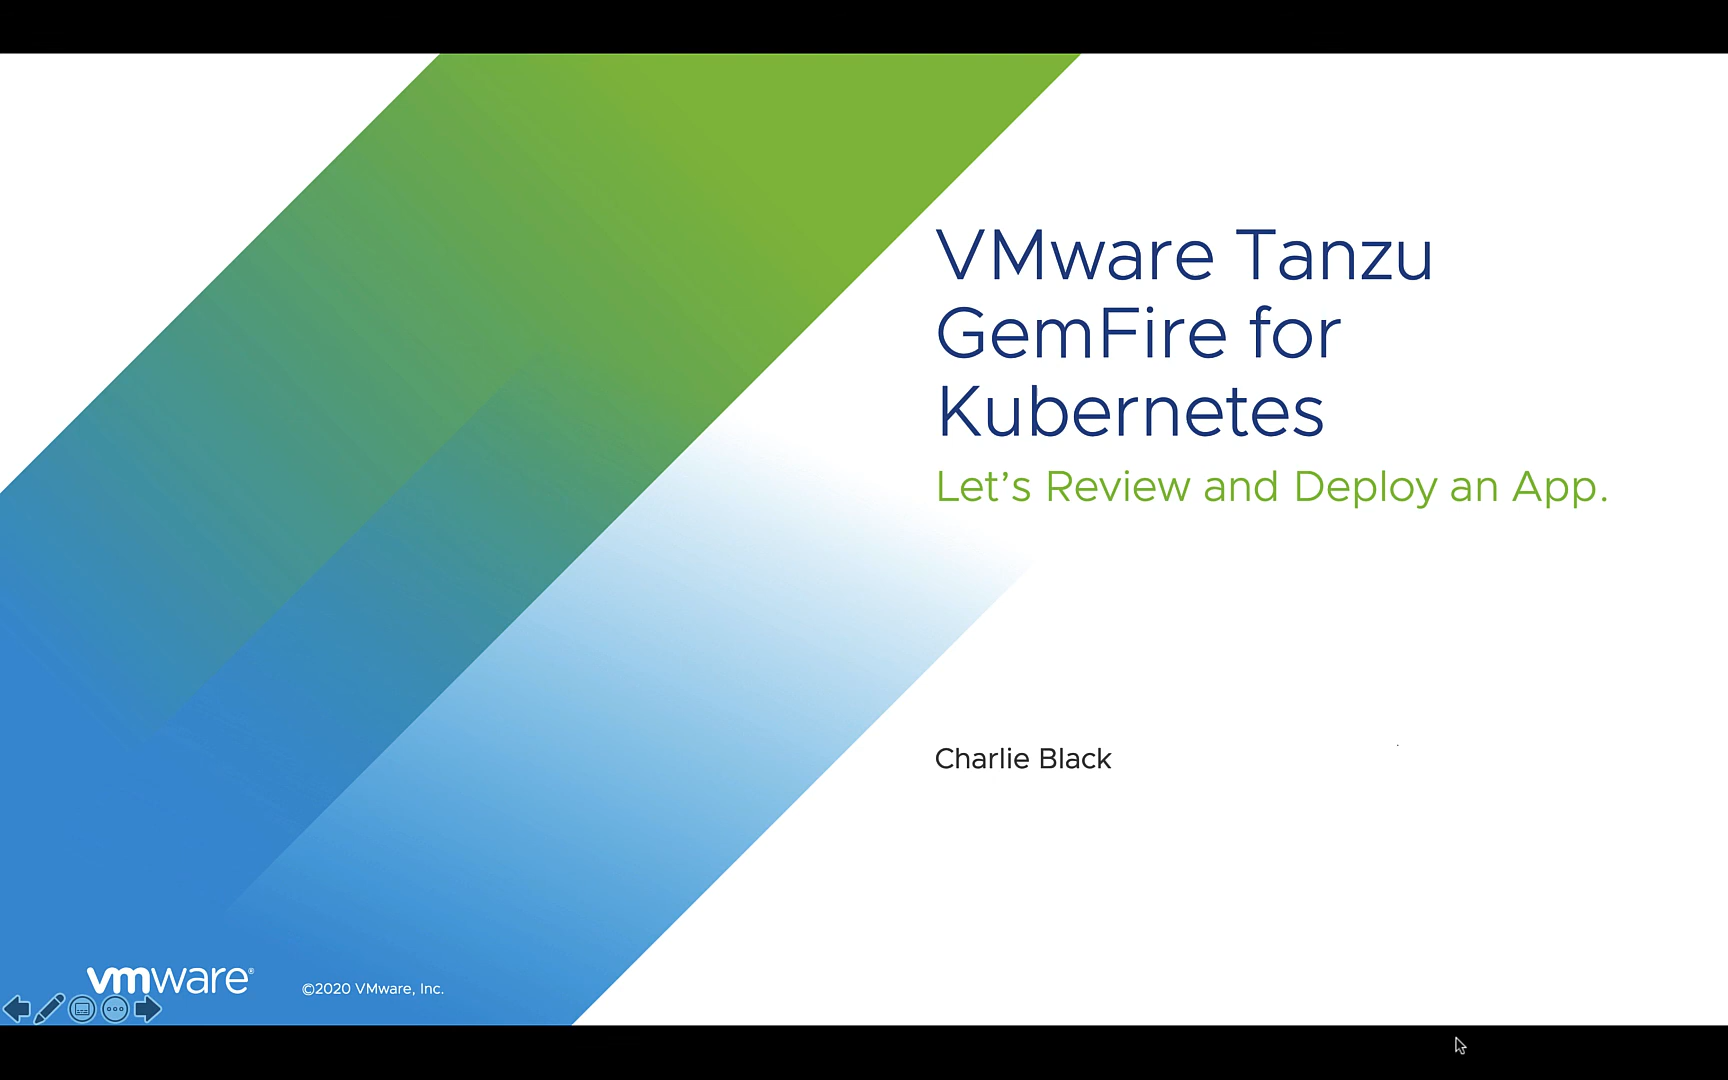 VMware Tanzu
GemFire for
Kubernetes
Let’s Review and Deploy an App.
Charlie Black
vmware®
©2020 VMware, Inc.